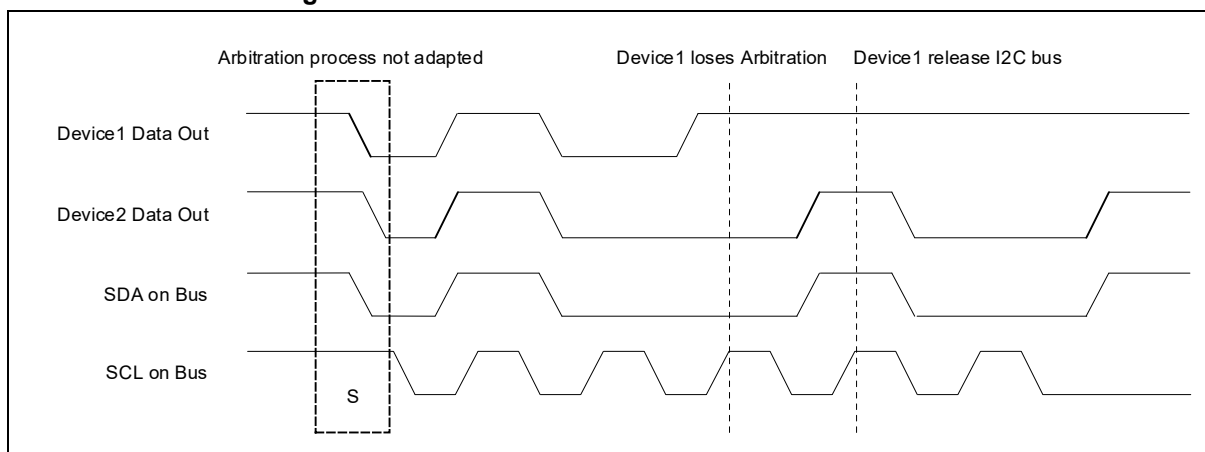 Arbitration process not adapted
Device1 loses Arbitration
Device1 release I2C bus
Device1 Data Out
Device2 Data Out
SDA on Bus
SCL on Bus
S